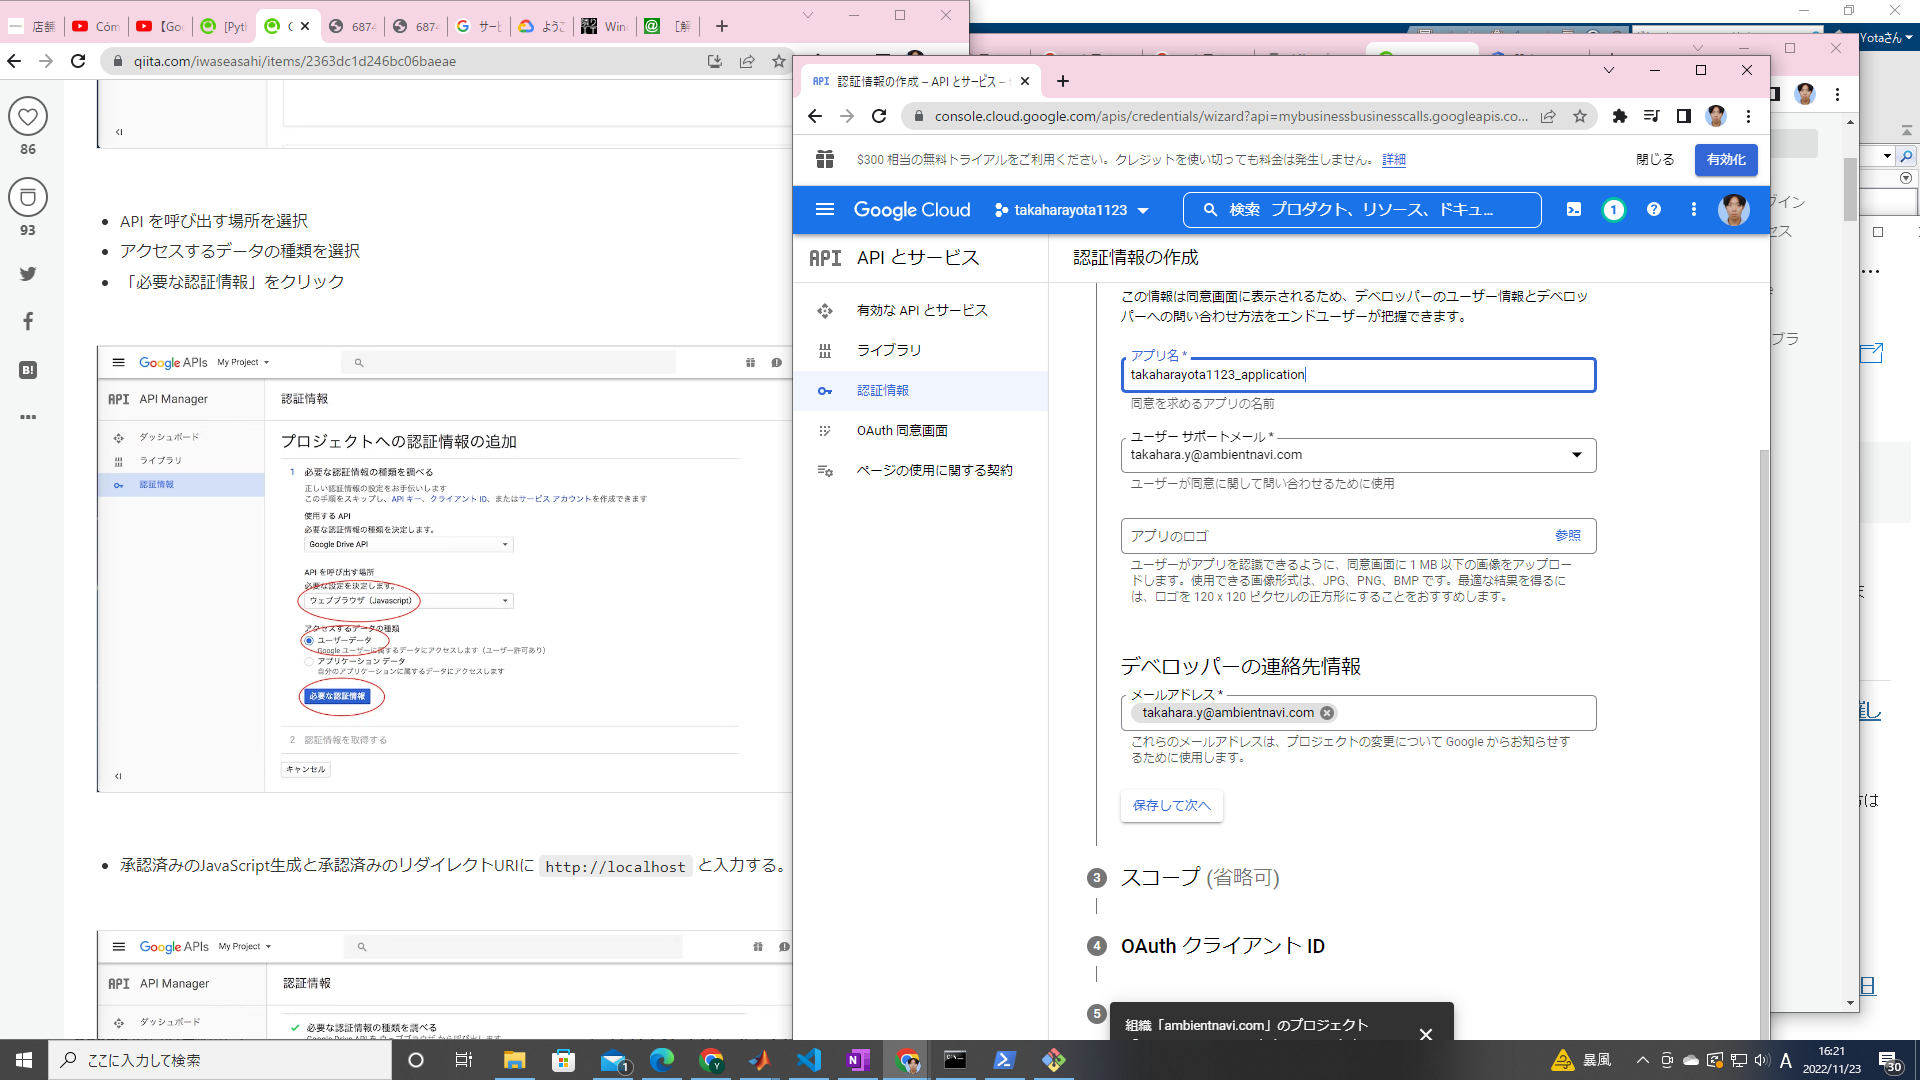 店舗
Cóm
【Goo
[Pyth
6874
6874
サービ
ようこ
Wind
[解
qiita.com/iwaseasahi/items/2363dc1d246bc06baeae
86
93
API を呼び出す場所を選択
アクセスするデータの種類を選択
「必要な認証情報」をクリック
Google APIs My Project
API API Manager
認証情報
ダッシュボード
ライブラリ
認証情報
プロジェクトへの認証情報の追加
1 必要な認証情報の種類を調べる
正しい認証情報の設定をお手伝いします
この手順をスキップし、API キー、クライアント ID、またはサービス アカウントを作成できます
使用する API
必要な認証情報の種類を決定します。
Google Drive API
API を呼び出す場所
必要な設定を決定します。
ウェブブラウザ (Javascript)
アクセスするデータの種類
ユーザーデータ
Google ユーザーに属するデータにアクセスします（ユーザー許可あり）
アプリケーション データ
自分のアプリケーションに属するデータにアクセスします
必要な認証情報
2 認証情報を取得する
キャンセル
承認済みのJavaScript生成と承認済みのリダイレクトURIに http://localhost と入力する。
Google APIs My Project
API API Manager
認証情報
ダッシュボード
必要な認証情報の種類を調べる
API 認証情報の作成 – API とサービス –
console.cloud.google.com/apis/credentials/wizard?api=mybusinessbusinesscalls.googleapis.co...
$300 相当の無料トライアルをご利用ください。クレジットを使い切っても料金は発生しません。 詳細
閉じる
有効化
Google Cloud
takaharayota1123
検索 プロダクト、リソース、ドキュ...
1
API API とサービス
認証情報の作成
有効な API とサービス
ライブラリ
認証情報
OAuth 同意画面
ページの使用に関する契約
この情報は同意画面に表示されるため、デベロッパーのユーザー情報とデベロッ
パーへの問い合わせ方法をエンドユーザーが把握できます。
アプリ名 *
takaharayota1123_application
同意を求めるアプリの名前
ユーザー サポートメール *
takahara.y@ambientnavi.com
ユーザーが同意に関して問い合わせるために使用
アプリのロゴ
参照
ユーザーがアプリを認識できるように、同意画面に 1 MB 以下の画像をアップロー
ドします。使用できる画像形式は、JPG、PNG、BMP です。最適な結果を得るに
は、ロゴを 120 x 120 ピクセルの正方形にすることをおすすめします。
デベロッパーの連絡先情報
メールアドレス *
takahara.y@ambientnavi.com
これらのメールアドレスは、プロジェクトの変更について Google からお知らせす
るために使用します。
保存して次へ
3 スコープ (省略可)
4 OAuth クライアント ID
5
組織「ambientnavi.com」のプロジェクト
Yotaさん
グイン
セス
ブラ
催し
は
日
ここに入力して検索
1
暴風
A
16:21
2022/11/23
30